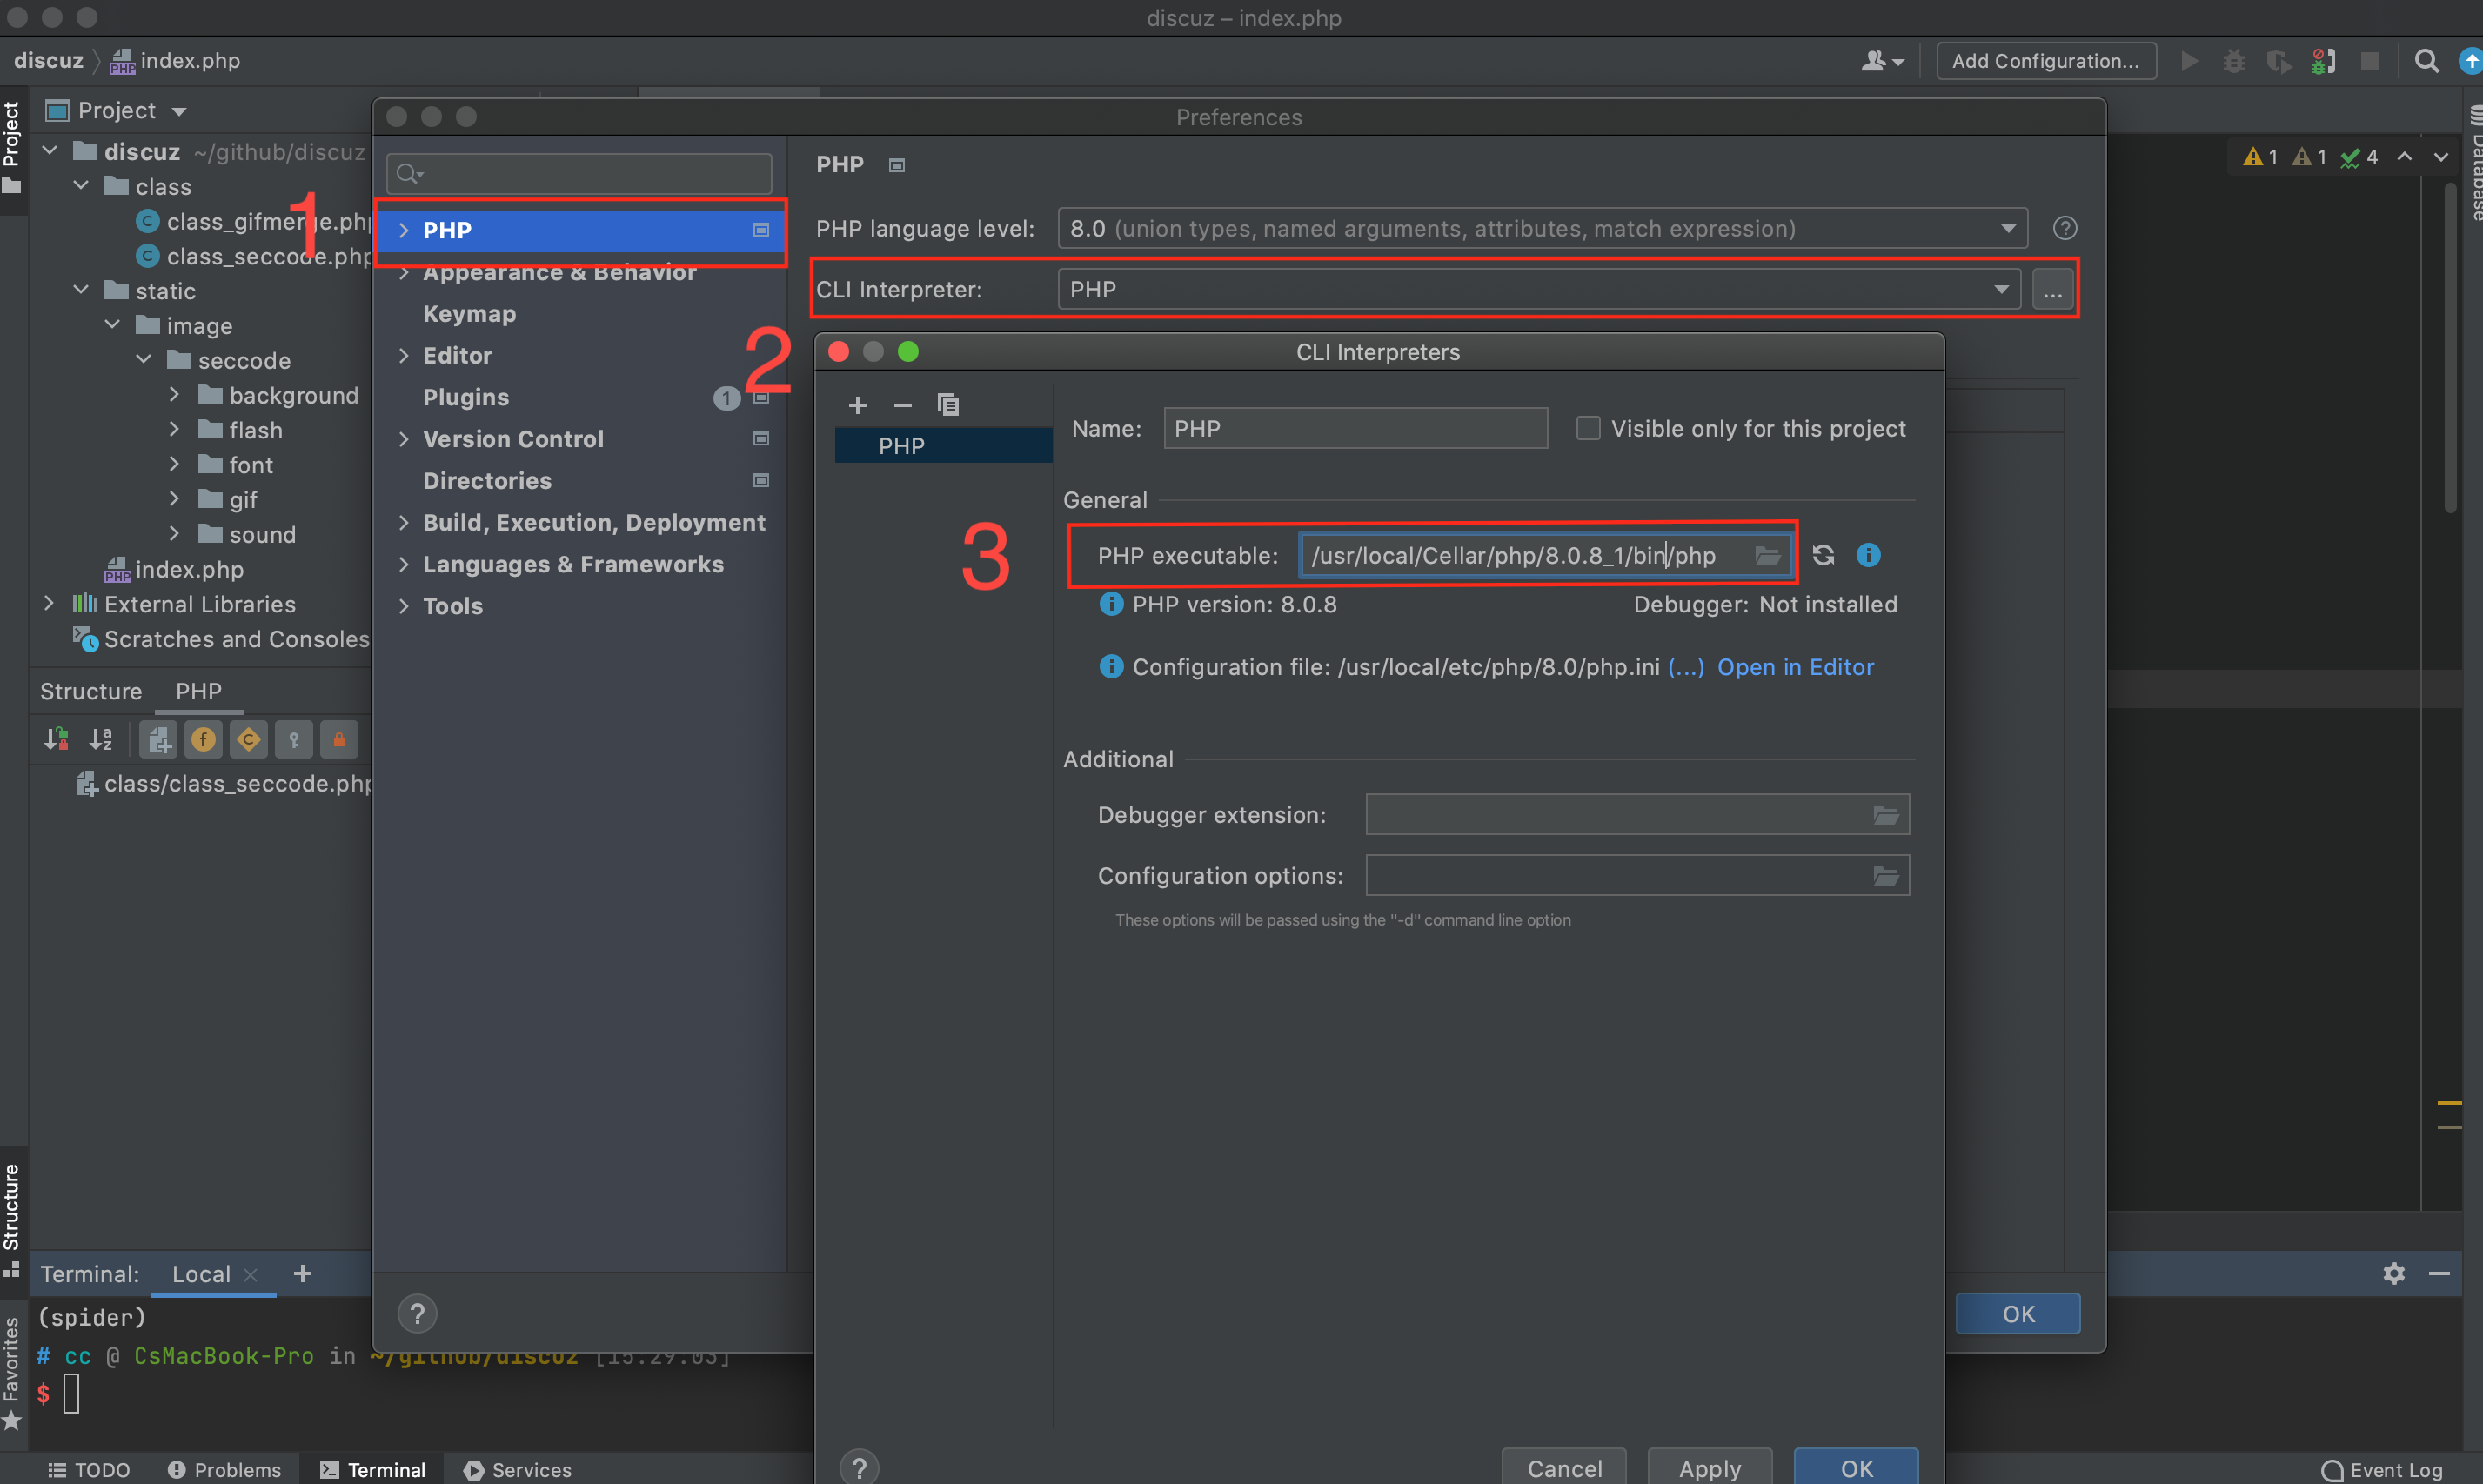 discuz – index.php
discuz
index.php
Add Configuration...
Project
Project
discuz ~/github/discuz
class
class_gifmerge.php
class_seccode.php
static
image
seccode
background
flash
font
gif
sound
index.php
External Libraries
Scratches and Consoles
Structure PHP
class/class_seccode.php
Structure
Favorites
Database
1 1 4
Preferences
1
PHP
Appearance & Behavior
Keymap
Editor
Plugins 1
Version Control
Directories
Build, Execution, Deployment
Languages & Frameworks
Tools
PHP
PHP language level: 8.0 (union types, named arguments, attributes, match expression)
CLI Interpreter: PHP ...
2
CLI Interpreters
PHP
Name: PHP Visible only for this project
General
3
PHP executable: /usr/local/Cellar/php/8.0.8_1/bin/php
PHP version: 8.0.8 Debugger: Not installed
Configuration file: /usr/local/etc/php/8.0/php.ini (...) Open in Editor
Additional
Debugger extension:
Configuration options:
These options will be passed using the "-d" command line option
? Cancel Apply OK
? OK
Terminal: Local
(spider)
# cc @ CsMacBook-Pro in ~/github/discuz [15:29:03]
$
TODO Problems Terminal Services Event Log